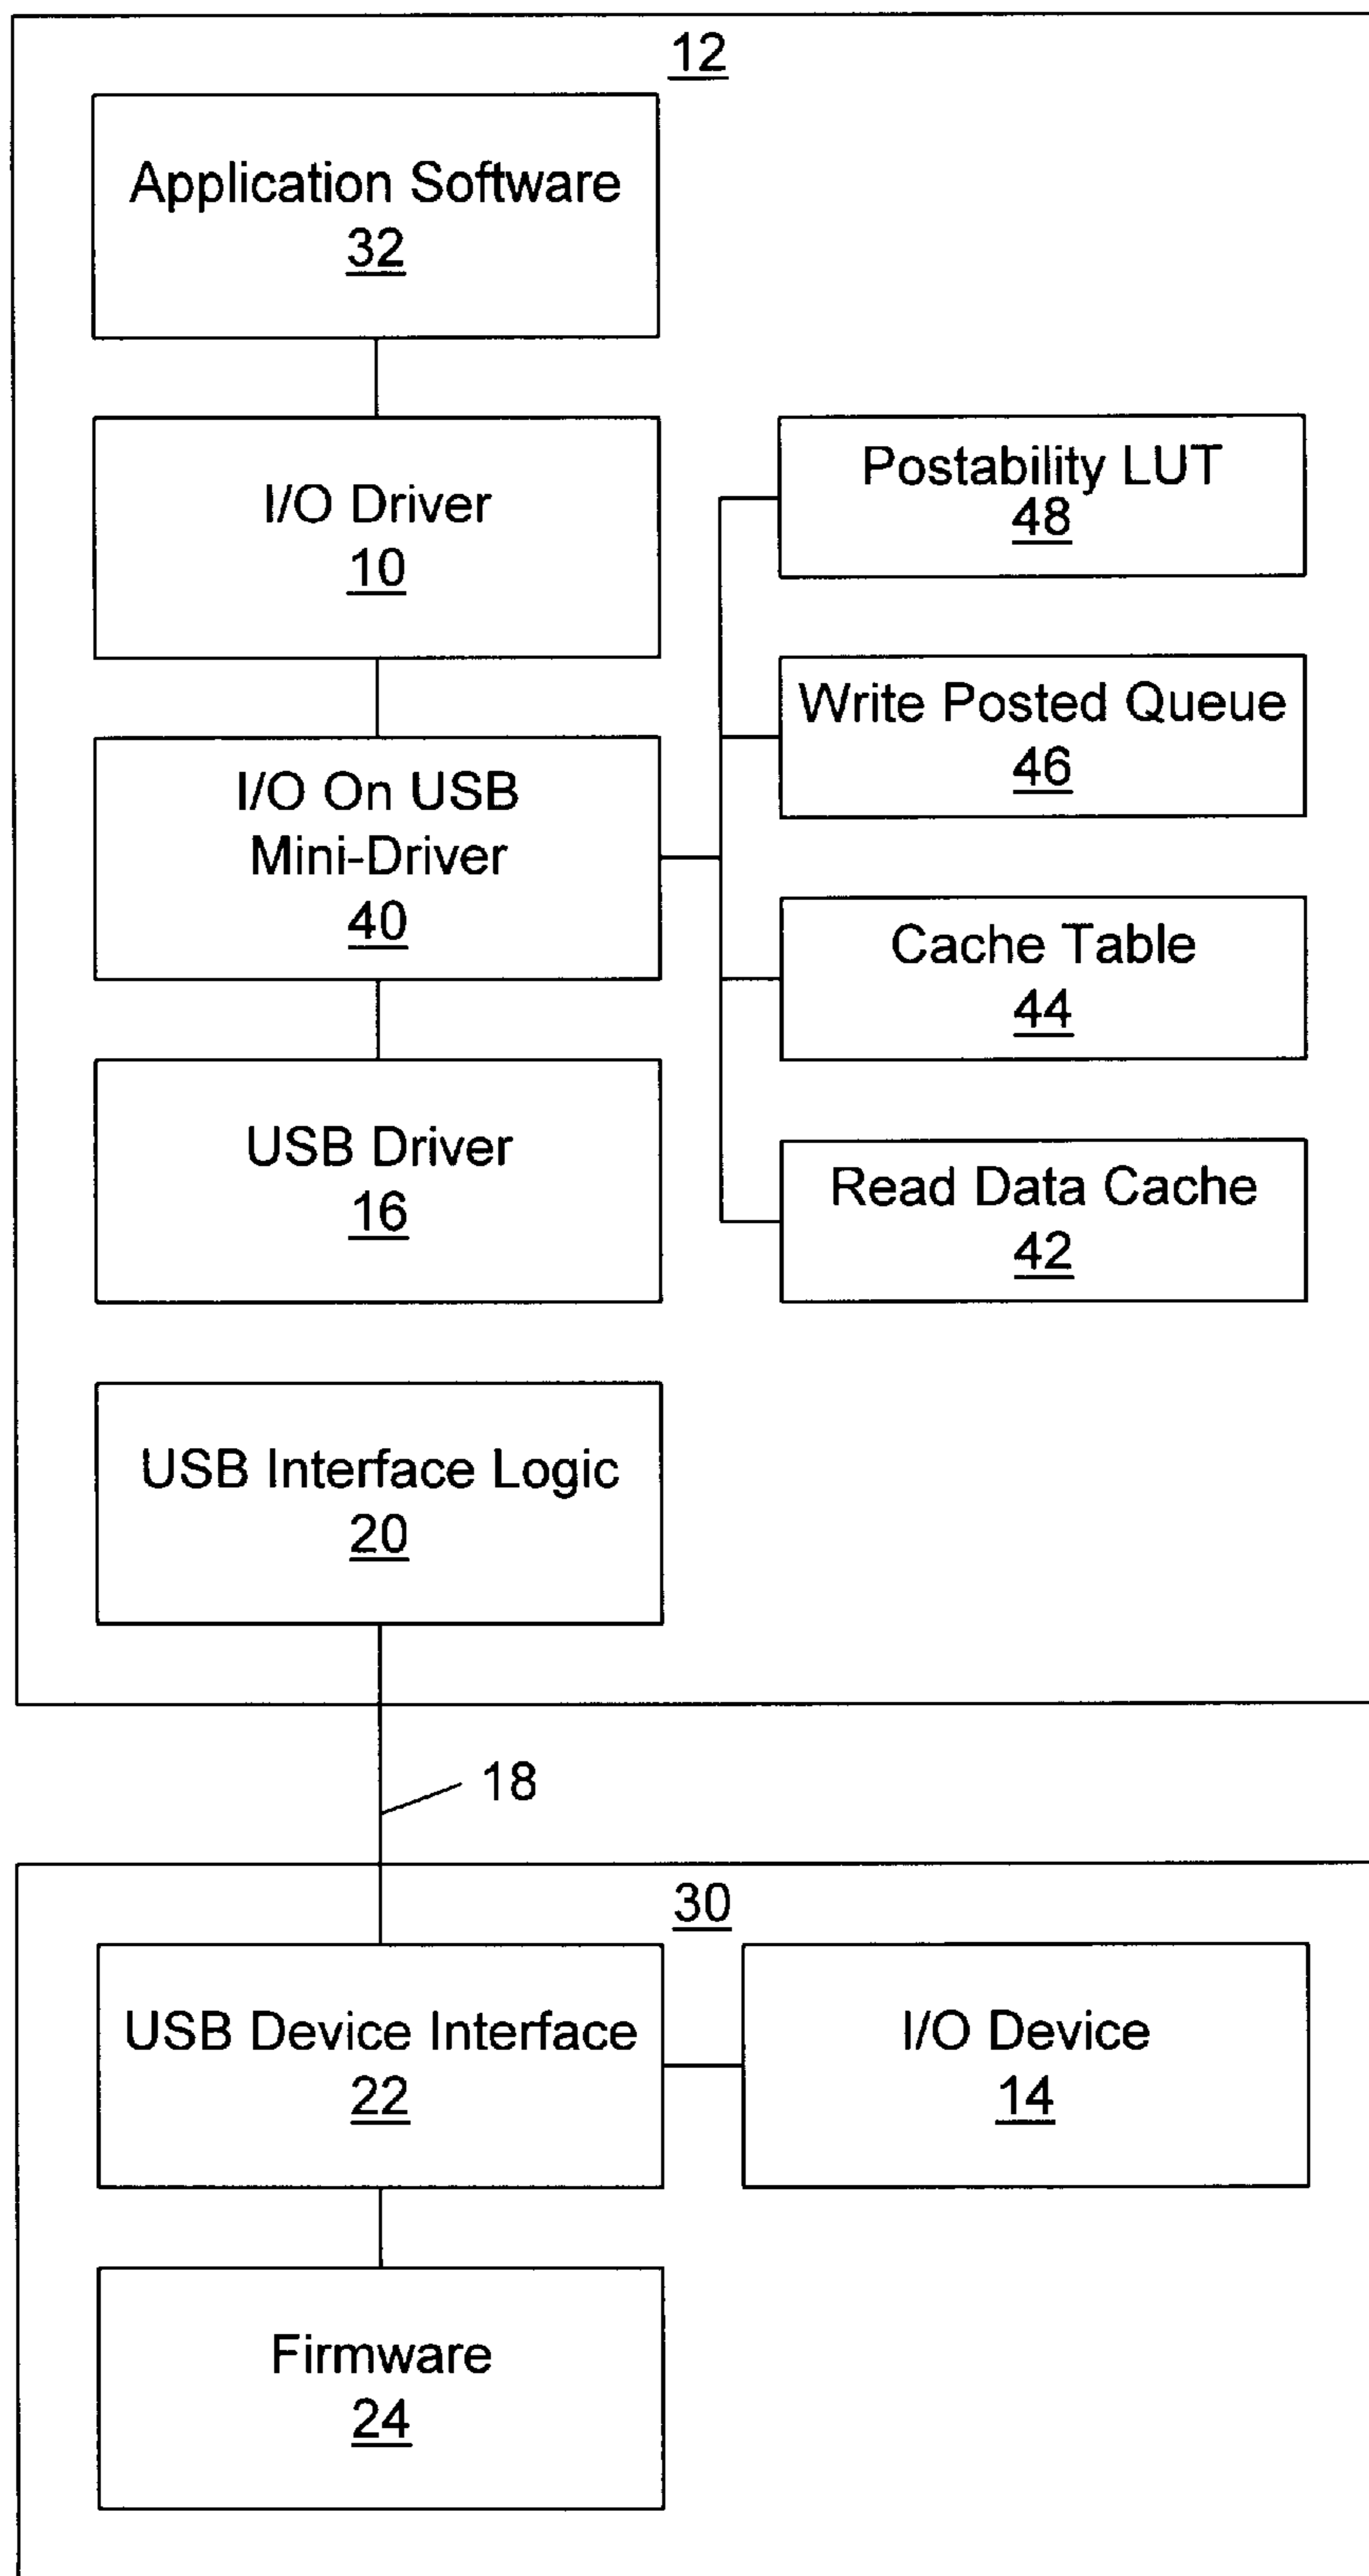 12
Application Software
32
I/O Driver
10
Postability LUT
48
I/O On USB
Mini-Driver
40
Write Posted Queue
46
Cache Table
44
USB Driver
16
Read Data Cache
42
USB Interface Logic
20
18
30
USB Device Interface
22
I/O Device
14
Firmware
24